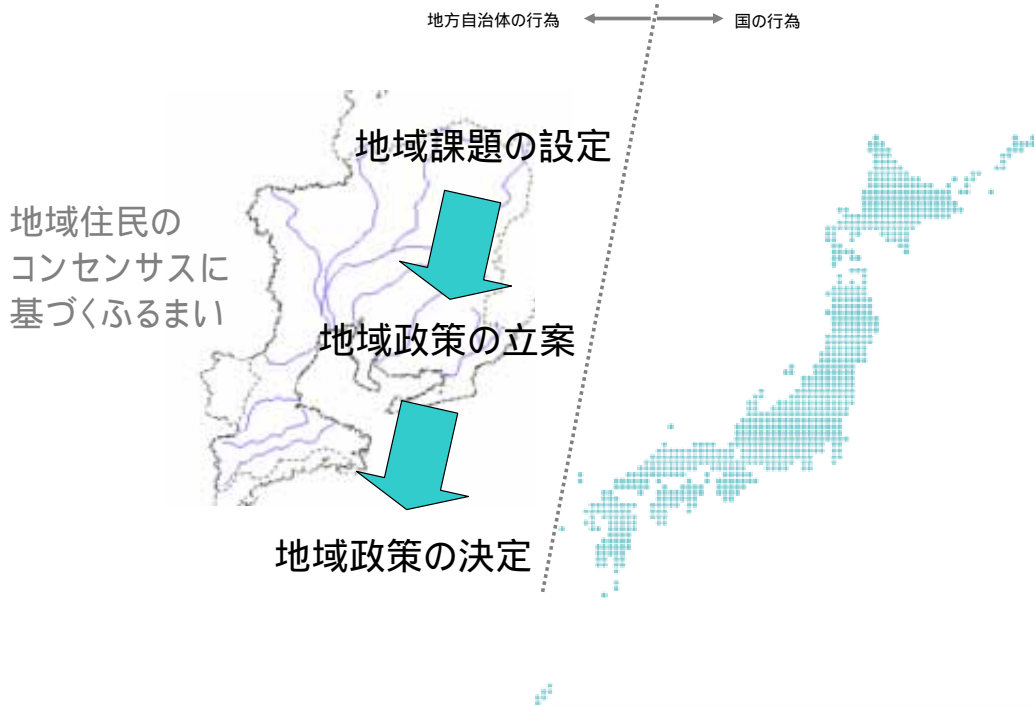 地方自治体の行為
国の行為
地域課題の設定
地域住民の
コンセンサスに
基づくふるまい
地域政策の立案
地域政策の決定